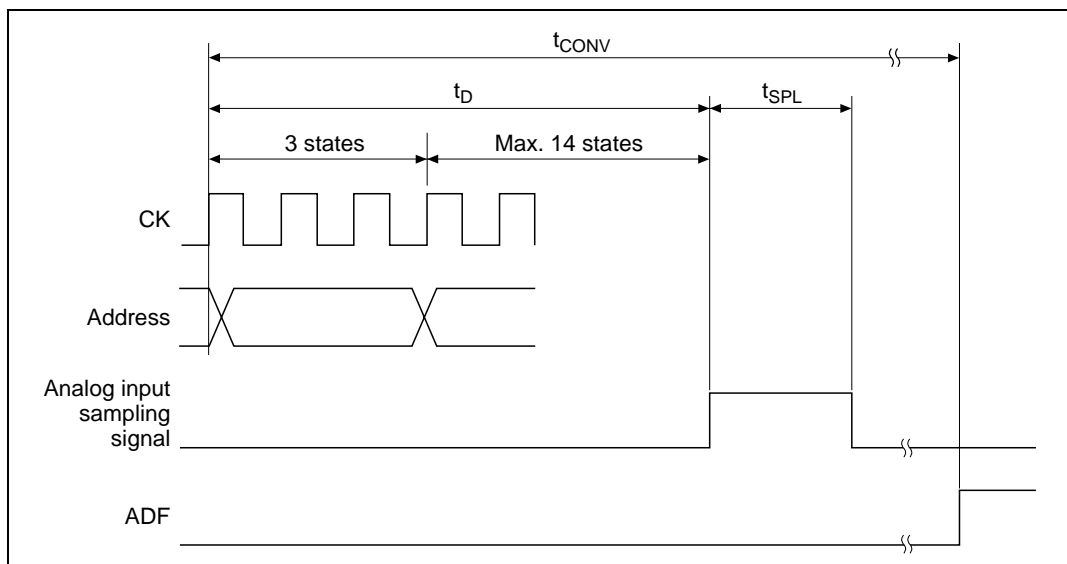 tCONV
tD
tSPL
3 states
Max. 14 states
CK
Address
Analog input
sampling
signal
ADF